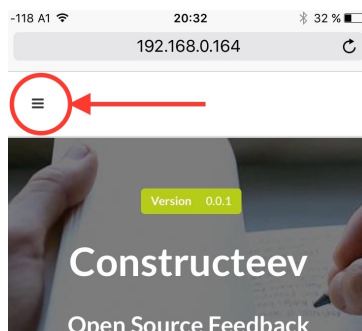 -118 A1 20:32 32 %
192.168.0.164
Version 0.0.1
Constructeev
Open Source Feedback